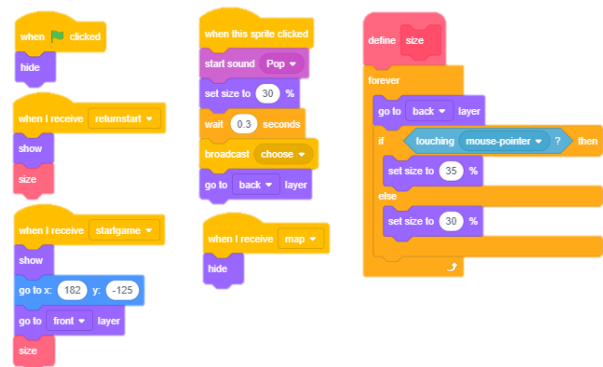 when clicked
hide
when I receive returnstart
show
size
when I receive startgame
show
go to x: 182 y: -125
go to front layer
size
when this sprite clicked
start sound Pop
set size to 30 %
wait 0.3 seconds
broadcast choose
go to back layer
when I receive map
hide
define size
forever
go to back layer
if touching mouse-pointer ? then
set size to 35 %
else
set size to 30 %